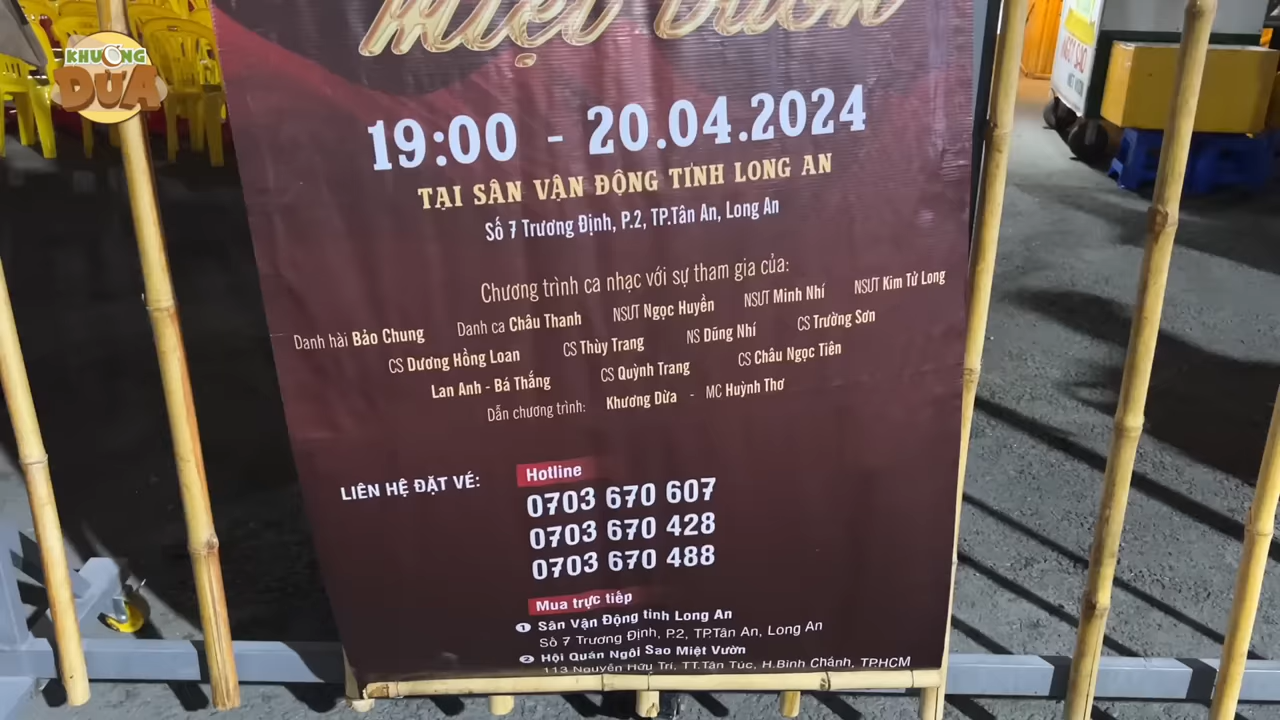 KHƯƠNG
DỪA
Miệt Vườn
19:00 - 20.04.2024
TẠI SÂN VẬN ĐỘNG TỈNH LONG AN
Số 7 Trương Định, P.2, TP.Tân An, Long An
Chương trình ca nhạc với sự tham gia của:
Danh hài Bảo Chung Danh ca Châu Thanh NSƯT Ngọc Huyền NSƯT Minh Nhí NSƯT Kim Tử Long
CS Dương Hồng Loan CS Thùy Trang NS Dũng Nhí CS Trường Sơn
Lan Anh - Bá Thắng CS Quỳnh Trang CS Châu Ngọc Tiên
Dẫn chương trình: Khương Dừa - MC Huỳnh Thơ
LIÊN HỆ ĐẶT VÉ:
Hotline
0703 670 607
0703 670 428
0703 670 488
Mua trực tiếp
1 Sân Vận Động tỉnh Long An
Số 7 Trương Định, P.2, TP.Tân An, Long An
2 Hội Quán Ngôi Sao Miệt Vườn
113 Nguyễn Hữu Trí, TT.Tân Túc, H.Bình Chánh, TP.HCM